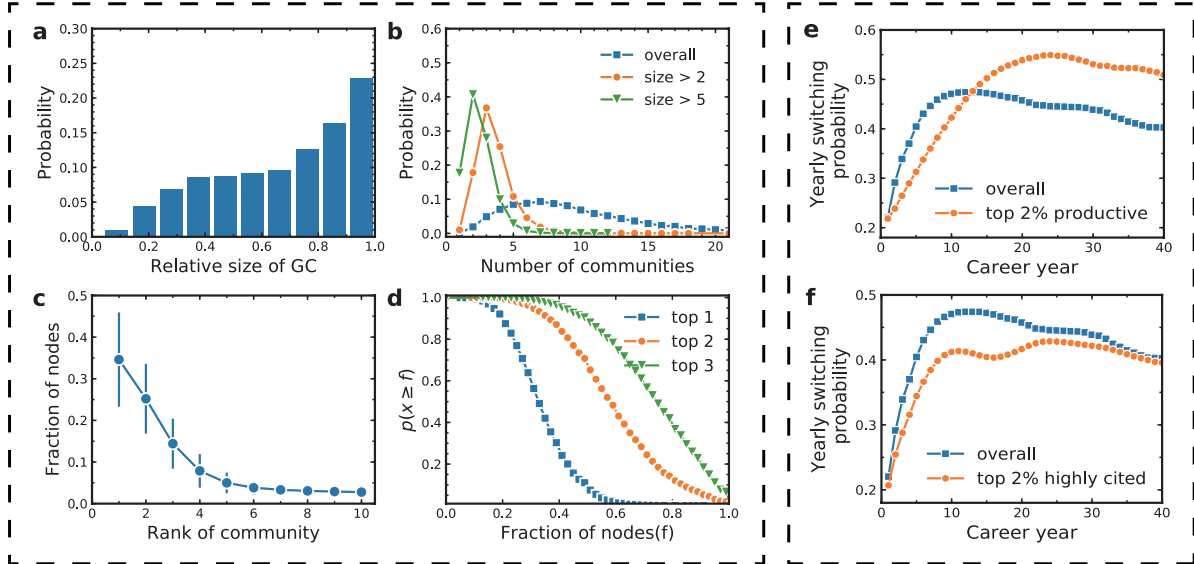 a
0.30
0.25
0.20
0.15
0.10
0.05
0.00
Probability
0.0 0.2 0.4 0.6 0.8 1.0
Relative size of GC
b
0.6
0.5
0.4
0.3
0.2
0.1
0.0
Probability
overall
size > 2
size > 5
0 5 10 15 20
Number of communities
c
0.5
0.4
0.3
0.2
0.1
0.0
Fraction of nodes
0 2 4 6 8 10
Rank of community
d
1.0
0.8
0.6
0.4
0.2
p(x ≥ f)
top 1
top 2
top 3
0.0 0.2 0.4 0.6 0.8 1.0
Fraction of nodes(f)
e
0.6
0.5
0.4
0.3
0.2
Yearly switching
probability
overall
top 2% productive
0 10 20 30 40
Career year
f
0.5
0.4
0.3
0.2
Yearly switching
probability
overall
top 2% highly cited
0 10 20 30 40
Career year